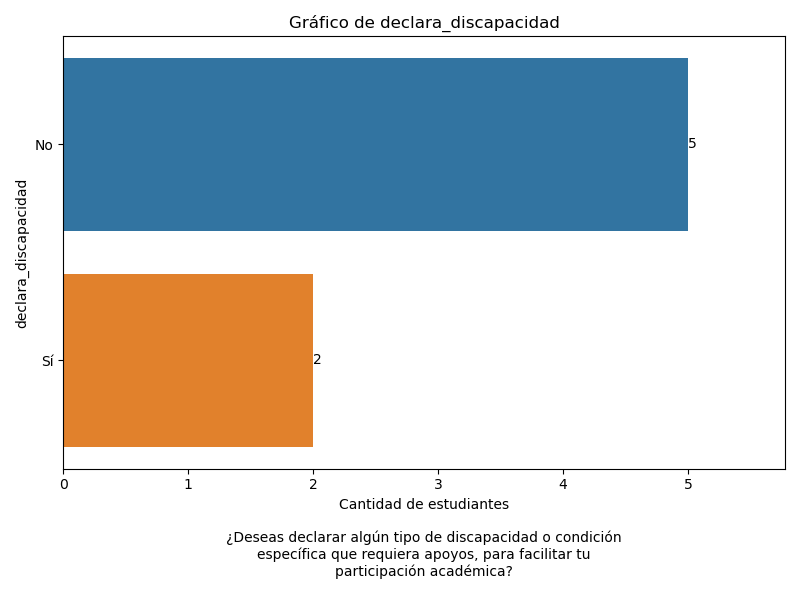 Gráfico de declara_discapacidad
declara_discapacidad
No
5
Sí
2
0 1 2 3 4 5
Cantidad de estudiantes
¿Deseas declarar algún tipo de discapacidad o condición
específica que requiera apoyos, para facilitar tu
participación académica?